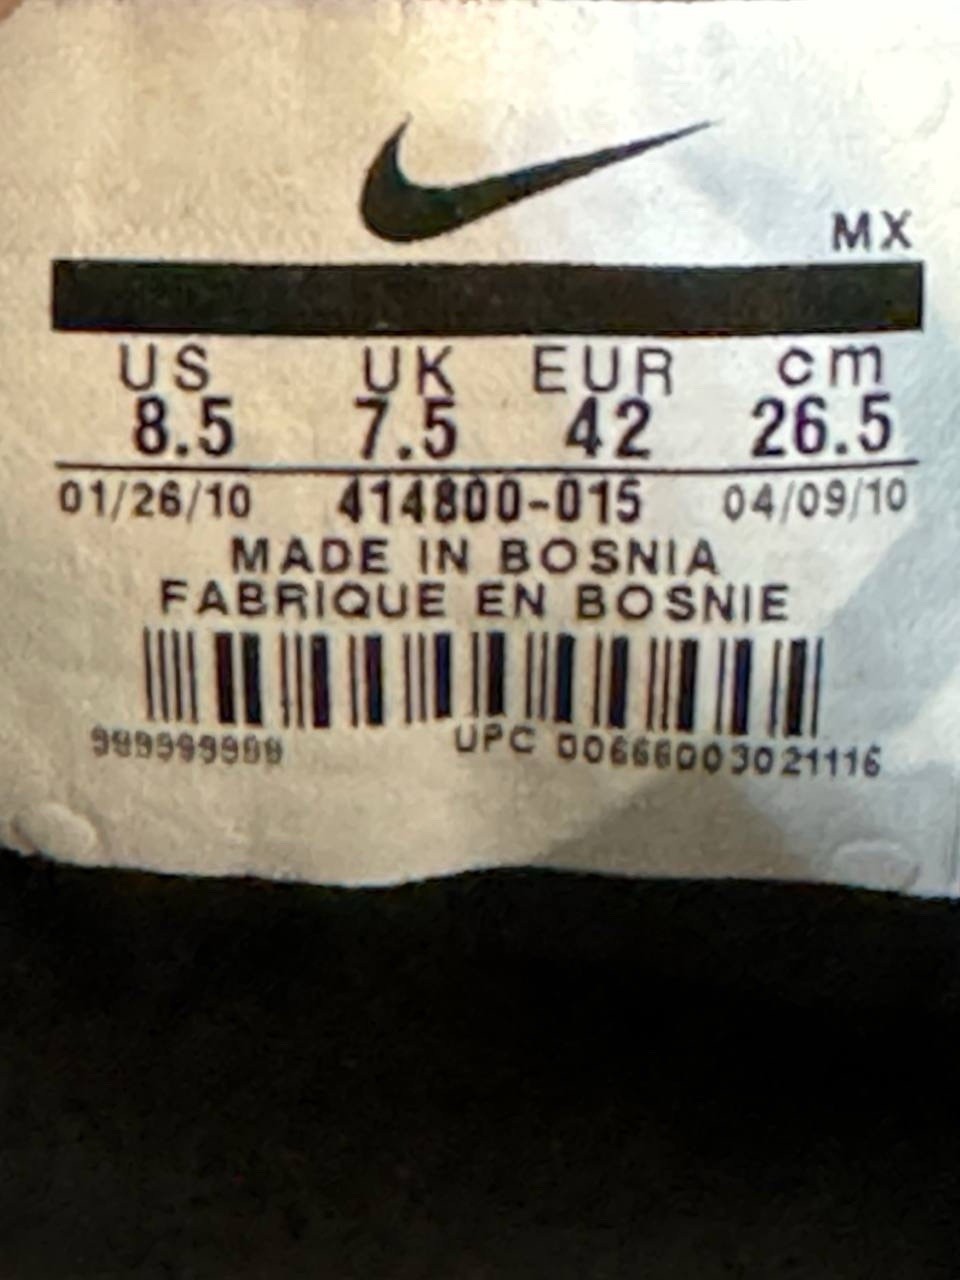 MX
US UK EUR cm
8.5 7.5 42 26.5
01/26/10 414800-015 04/09/10
MADE IN BOSNIA
FABRIQUE EN BOSNIE
UPC 00666003021116